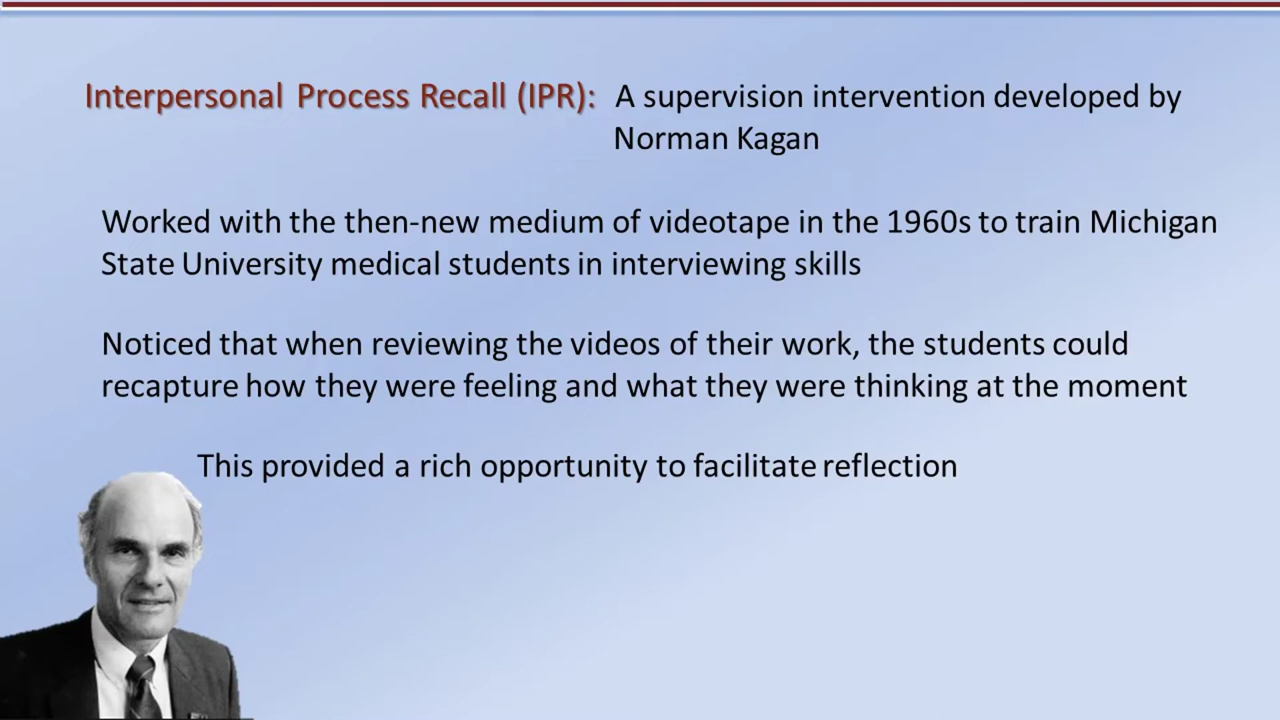 Interpersonal Process Recall (IPR): A supervision intervention developed by
Norman Kagan
Worked with the then-new medium of videotape in the 1960s to train Michigan
State University medical students in interviewing skills
Noticed that when reviewing the videos of their work, the students could
recapture how they were feeling and what they were thinking at the moment
This provided a rich opportunity to facilitate reflection